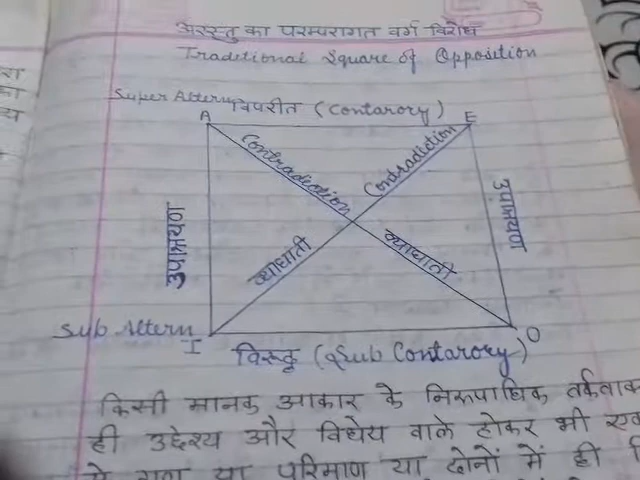 अरस्तु का परम्परागत वर्ग विरोध
Traditional Square of Opposition
Super Altern विपरीत (Contarory)
A
E
Contradiction
Contradiction
उपाश्रयण
उपाश्रयण
व्याघाती
व्याघाती
Sub Altern
I
O
विरूद्ध (Sub Contarory)
किसी मानक आकार के निरूपाधिक तर्कवाक
ही उद्देश्य और विधेय वाले होकर भी एक
गुण या परिमाण या दोनों में ही